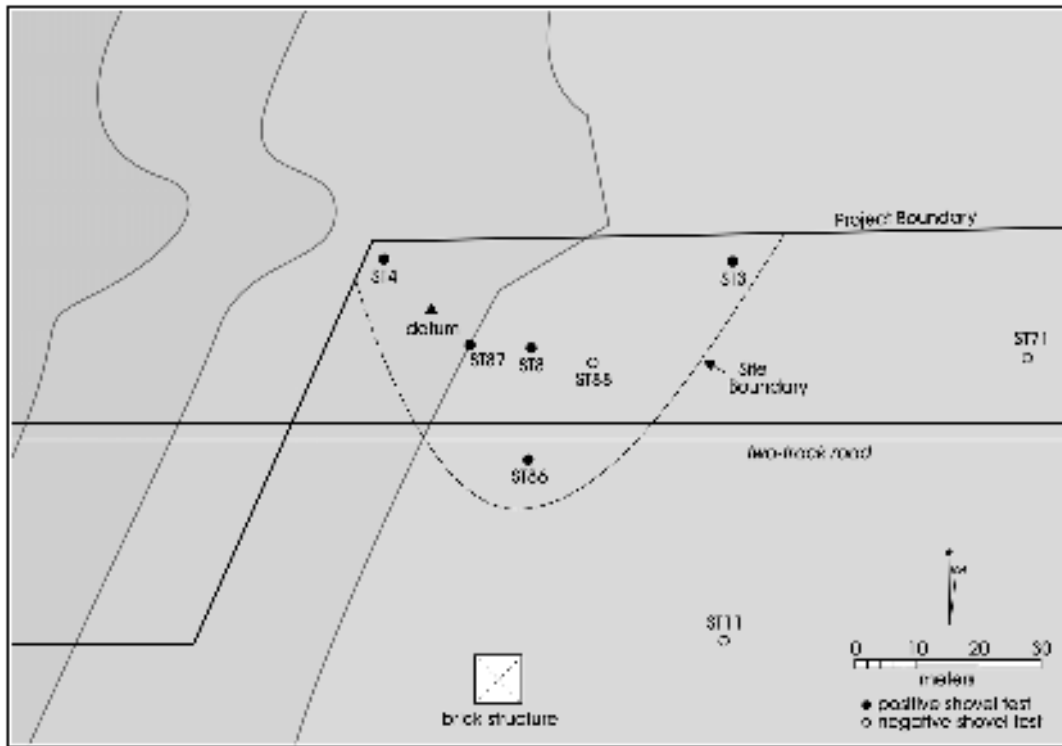 Project Boundary
ST4
ST3
datum
ST87
ST8
ST88
ST71
Site
Boundary
two-track road
ST86
ST11
0 10 20 30
meters
brick structure
positive shovel test
negative shovel test